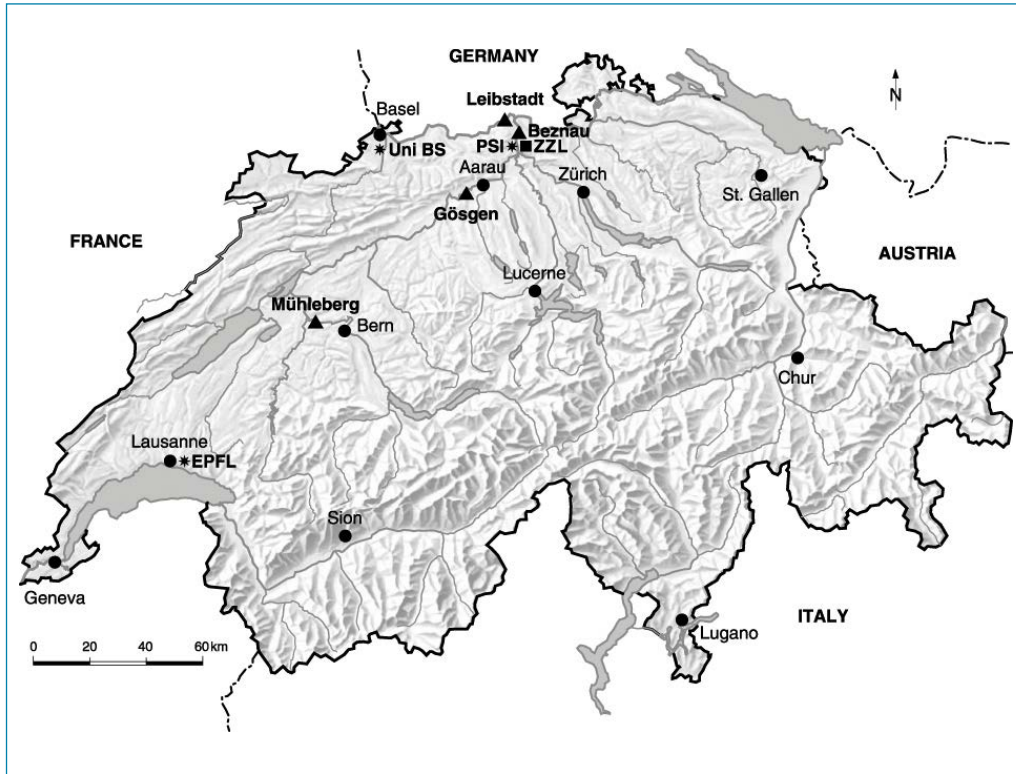 GERMANY
N
Leibstadt
Basel
Beznau
Uni BS
PSI
ZZL
Aarau
Zürich
St. Gallen
Gösgen
FRANCE
AUSTRIA
Lucerne
Mühleberg
Bern
Chur
Lausanne
EPFL
Sion
Geneva
ITALY
Lugano
0 20 40 60 km